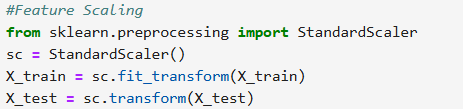 #Feature Scaling
from sklearn.preprocessing import StandardScaler
sc = StandardScaler()
X_train = sc.fit_transform(X_train)
X_test = sc.transform(X_test)